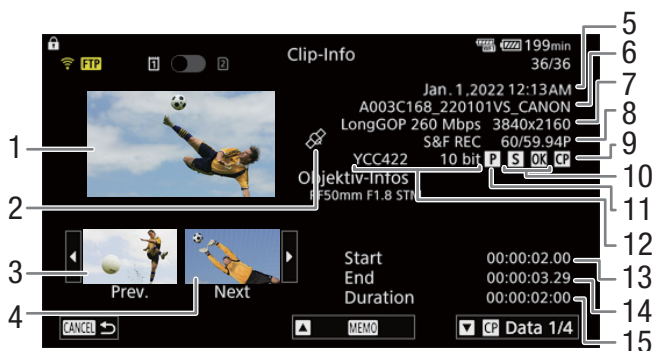 5
199min
6
FTP
1
2
Clip-Info
36/36
7
Jan. 1,2022 12:13AM
A003C168_220101VS_CANON
8
LongGOP 260 Mbps 3840x2160
S&F REC 60/59.94P
9
1
YCC422 10 bit P S OK CP
10
Objektiv-Infos
2
RF50mm F1.8 STM
11
12
3
Start 00:00:02.00
13
End 00:00:03.29
14
4
Prev. Next
Duration 00:00:02:00
15
CANCEL
MEMO
CP Data 1/4